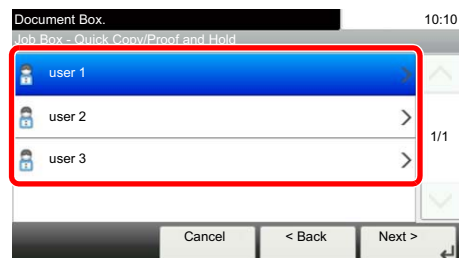 Document Box. 10:10
Job Box - Quick Copy/Proof and Hold
user 1
user 2
1/1
user 3
Cancel < Back Next >